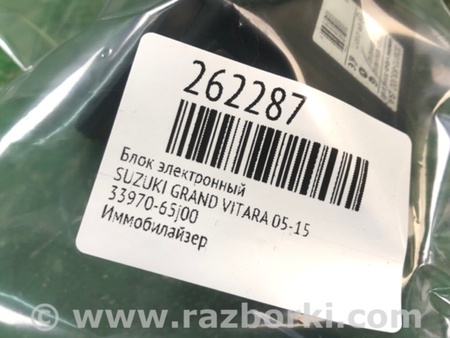 262287
Блок электронный
SUZUKI GRAND VITARA 05-15
33970-65j00
Иммобилайзер
© www.razborki.com